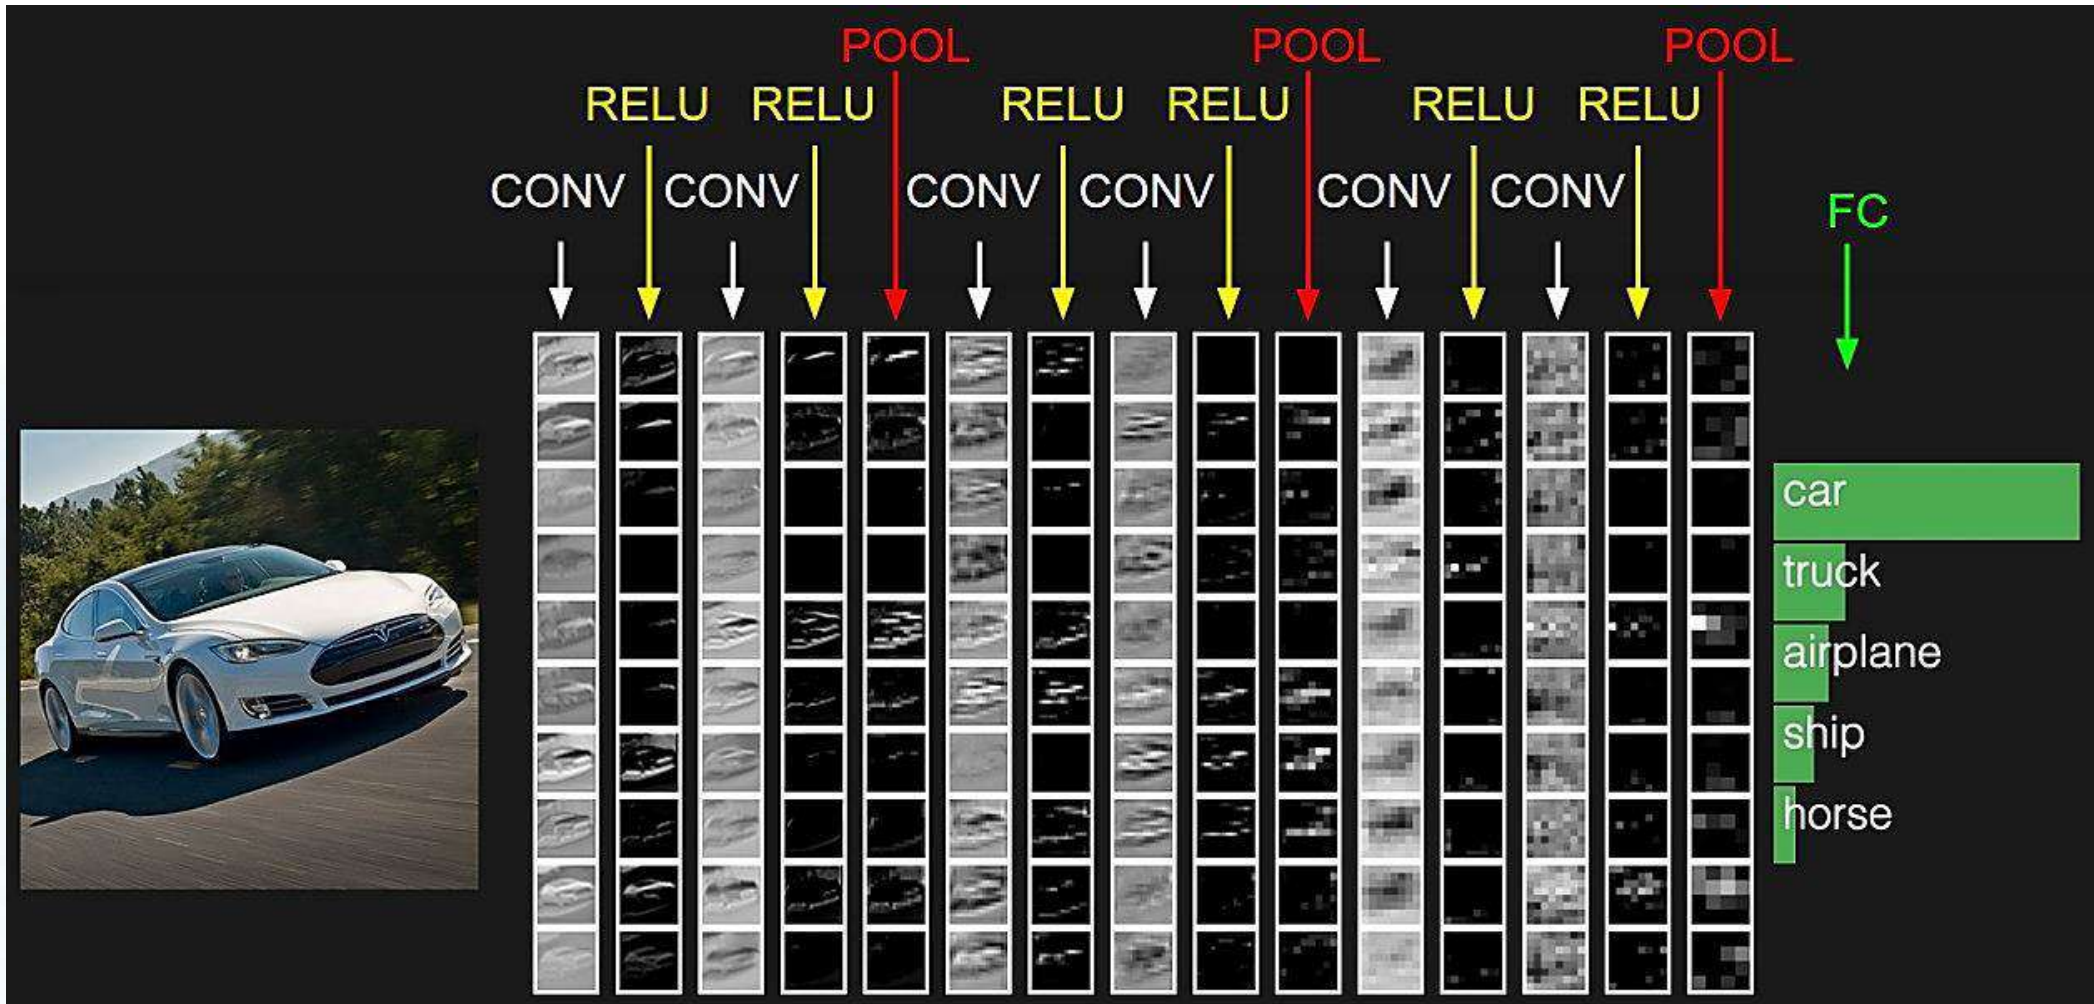 POOL POOL POOL
RELU RELU RELU RELU RELU RELU
CONV CONV CONV CONV CONV CONV
FC
car
truck
airplane
ship
horse